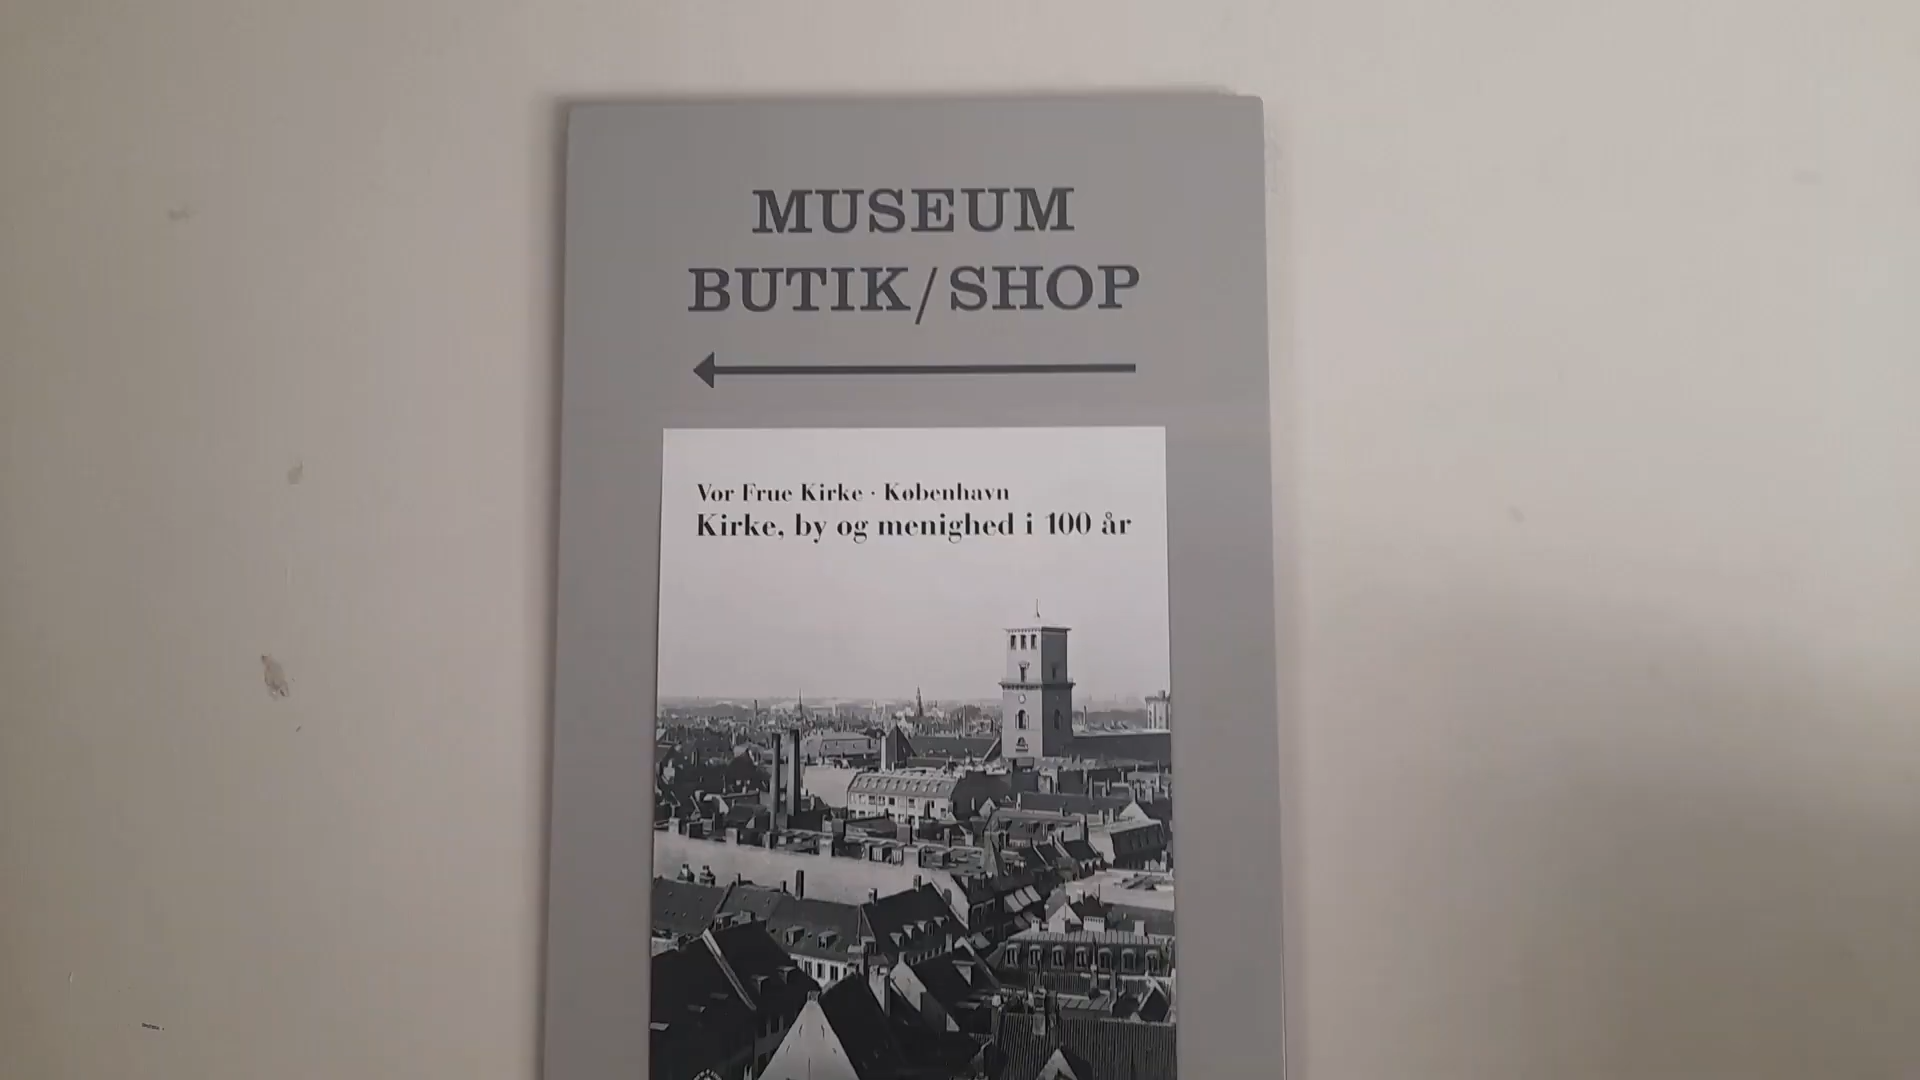 MUSEUM
BUTIK/SHOP
Vor Frue Kirke · København
Kirke, by og menighed i 100 år